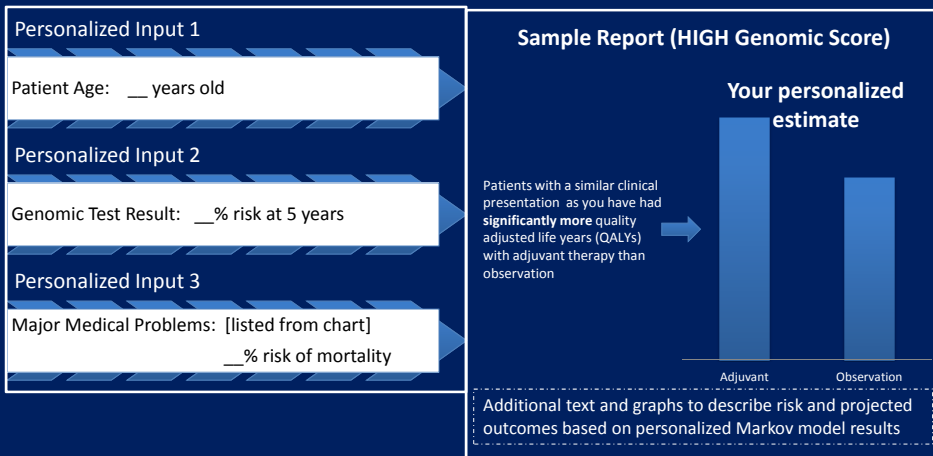 Personalized Input 1
Patient Age: __ years old
Personalized Input 2
Genomic Test Result: __% risk at 5 years
Personalized Input 3
Major Medical Problems: [listed from chart]
__% risk of mortality
Sample Report (HIGH Genomic Score)
Your personalized
estimate
Patients with a similar clinical
presentation as you have had
significantly more quality
adjusted life years (QALYs)
with adjuvant therapy than
observation
Adjuvant
Observation
Additional text and graphs to describe risk and projected
outcomes based on personalized Markov model results